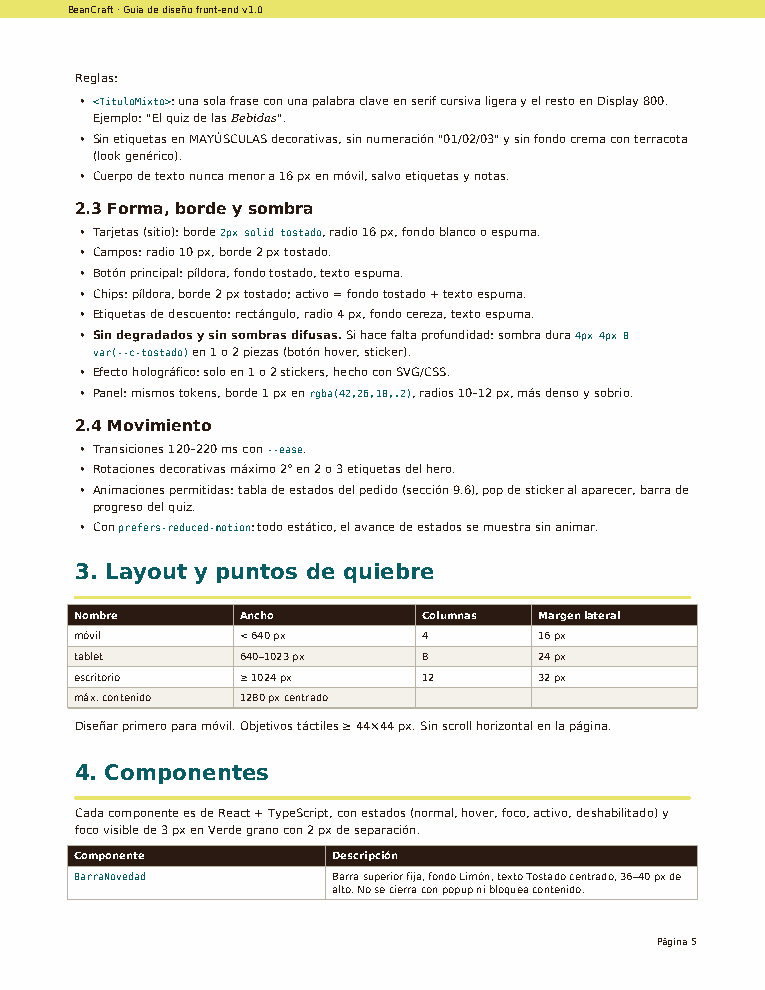 BeanCraft · Guía de diseño front-end v1.0
Reglas:
• <TituloMixto>: una sola frase con una palabra clave en serif cursiva ligera y el resto en Display 800.
Ejemplo: "El quiz de las Bebidas".
• Sin etiquetas en MAYÚSCULAS decorativas, sin numeración "01/02/03" y sin fondo crema con terracota
(look genérico).
• Cuerpo de texto nunca menor a 16 px en móvil, salvo etiquetas y notas.
2.3 Forma, borde y sombra
• Tarjetas (sitio): borde 2px solid tostado, radio 16 px, fondo blanco o espuma.
• Campos: radio 10 px, borde 2 px tostado.
• Botón principal: píldora, fondo tostado, texto espuma.
• Chips: píldora, borde 2 px tostado; activo = fondo tostado + texto espuma.
• Etiquetas de descuento: rectángulo, radio 4 px, fondo cereza, texto espuma.
• Sin degradados y sin sombras difusas. Si hace falta profundidad: sombra dura 4px 4px 0
var(--c-tostado) en 1 o 2 piezas (botón hover, sticker).
• Efecto holográfico: solo en 1 o 2 stickers, hecho con SVG/CSS.
• Panel: mismos tokens, borde 1 px en rgba(42,26,18,.2), radios 10–12 px, más denso y sobrio.
2.4 Movimiento
• Transiciones 120–220 ms con --ease.
• Rotaciones decorativas máximo 2° en 2 o 3 etiquetas del hero.
• Animaciones permitidas: tabla de estados del pedido (sección 9.6), pop de sticker al aparecer, barra de
progreso del quiz.
• Con prefers-reduced-motion: todo estático, el avance de estados se muestra sin animar.
3. Layout y puntos de quiebre
Nombre Ancho Columnas Margen lateral
móvil < 640 px 4 16 px
tablet 640–1023 px 8 24 px
escritorio ≥ 1024 px 12 32 px
máx. contenido 1280 px centrado
Diseñar primero para móvil. Objetivos táctiles ≥ 44×44 px. Sin scroll horizontal en la página.
4. Componentes
Cada componente es de React + TypeScript, con estados (normal, hover, foco, activo, deshabilitado) y
foco visible de 3 px en Verde grano con 2 px de separación.
Componente Descripción
BarraNovedad Barra superior fija, fondo Limón, texto Tostado centrado, 36–40 px de
alto. No se cierra con popup ni bloquea contenido.
Página 5